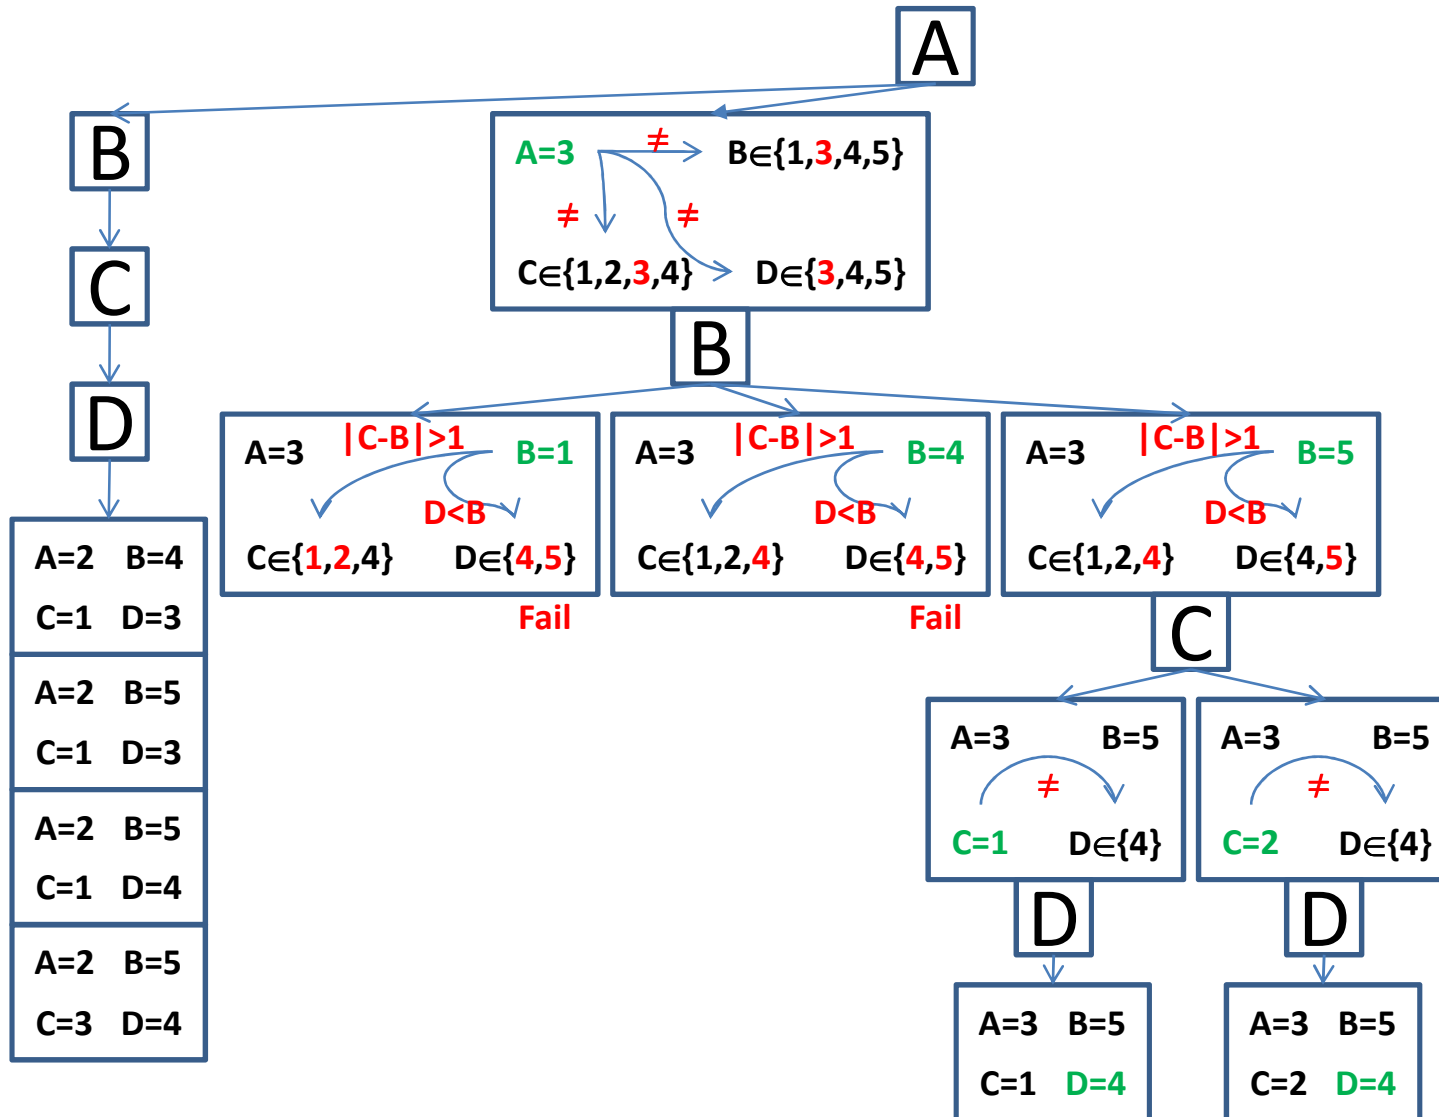 A
B
C
D
A=2 B=4
C=1 D=3
A=2 B=5
C=1 D=3
A=2 B=5
C=1 D=4
A=2 B=5
C=3 D=4
A=3 ≠ B∈{1,3,4,5}
≠ ≠
C∈{1,2,3,4} D∈{3,4,5}
B
A=3 |C-B|>1 B=1
D<B
C∈{1,2,4} D∈{4,5}
Fail
A=3 |C-B|>1 B=4
D<B
C∈{1,2,4} D∈{4,5}
Fail
A=3 |C-B|>1 B=5
D<B
C∈{1,2,4} D∈{4,5}
C
A=3 B=5
≠
C=1 D∈{4}
D
A=3 B=5
C=1 D=4
A=3 B=5
≠
C=2 D∈{4}
D
A=3 B=5
C=2 D=4